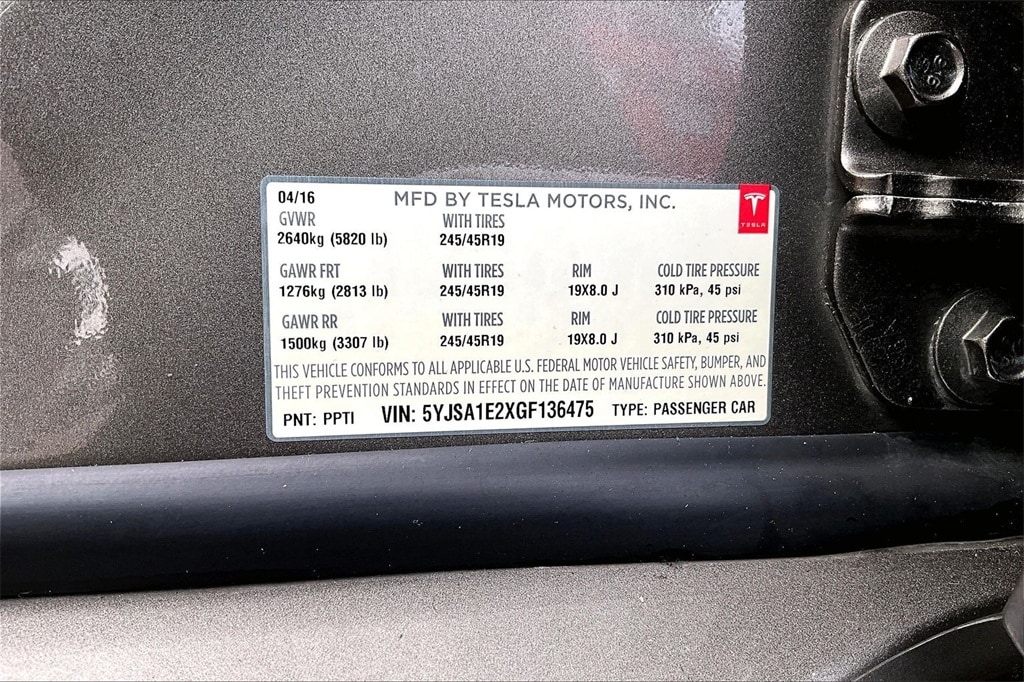 04/16 MFD BY TESLA MOTORS, INC.
TESLA
GVWR WITH TIRES
2640kg (5820 lb) 245/45R19
GAWR FRT WITH TIRES RIM COLD TIRE PRESSURE
1276kg (2813 lb) 245/45R19 19X8.0 J 310 kPa, 45 psi
GAWR RR WITH TIRES RIM COLD TIRE PRESSURE
1500kg (3307 lb) 245/45R19 19X8.0 J 310 kPa, 45 psi
THIS VEHICLE CONFORMS TO ALL APPLICABLE U.S. FEDERAL MOTOR VEHICLE SAFETY, BUMPER, AND
THEFT PREVENTION STANDARDS IN EFFECT ON THE DATE OF MANUFACTURE SHOWN ABOVE.
PNT: PPTI VIN: 5YJSA1E2XGF136475 TYPE: PASSENGER CAR